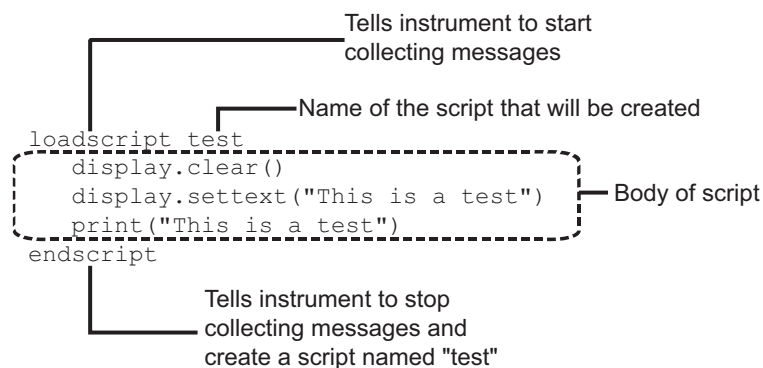 Tells instrument to start
collecting messages
Name of the script that will be created
loadscript test
display.clear()
display.settext("This is a test")
print("This is a test")
endscript
Body of script
Tells instrument to stop
collecting messages and
create a script named "test"